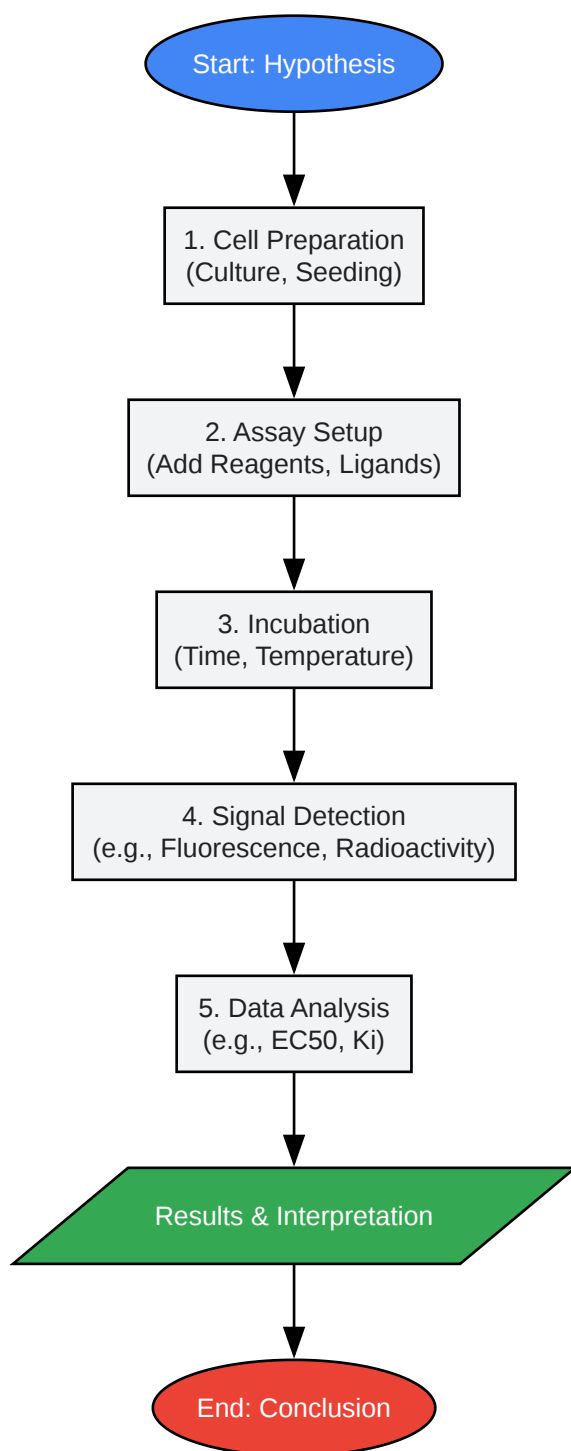 Start: Hypothesis
1. Cell Preparation
(Culture, Seeding)
2. Assay Setup
(Add Reagents, Ligands)
3. Incubation
(Time, Temperature)
4. Signal Detection
(e.g., Fluorescence, Radioactivity)
5. Data Analysis
(e.g., EC50, Ki)
Results & Interpretation
End: Conclusion